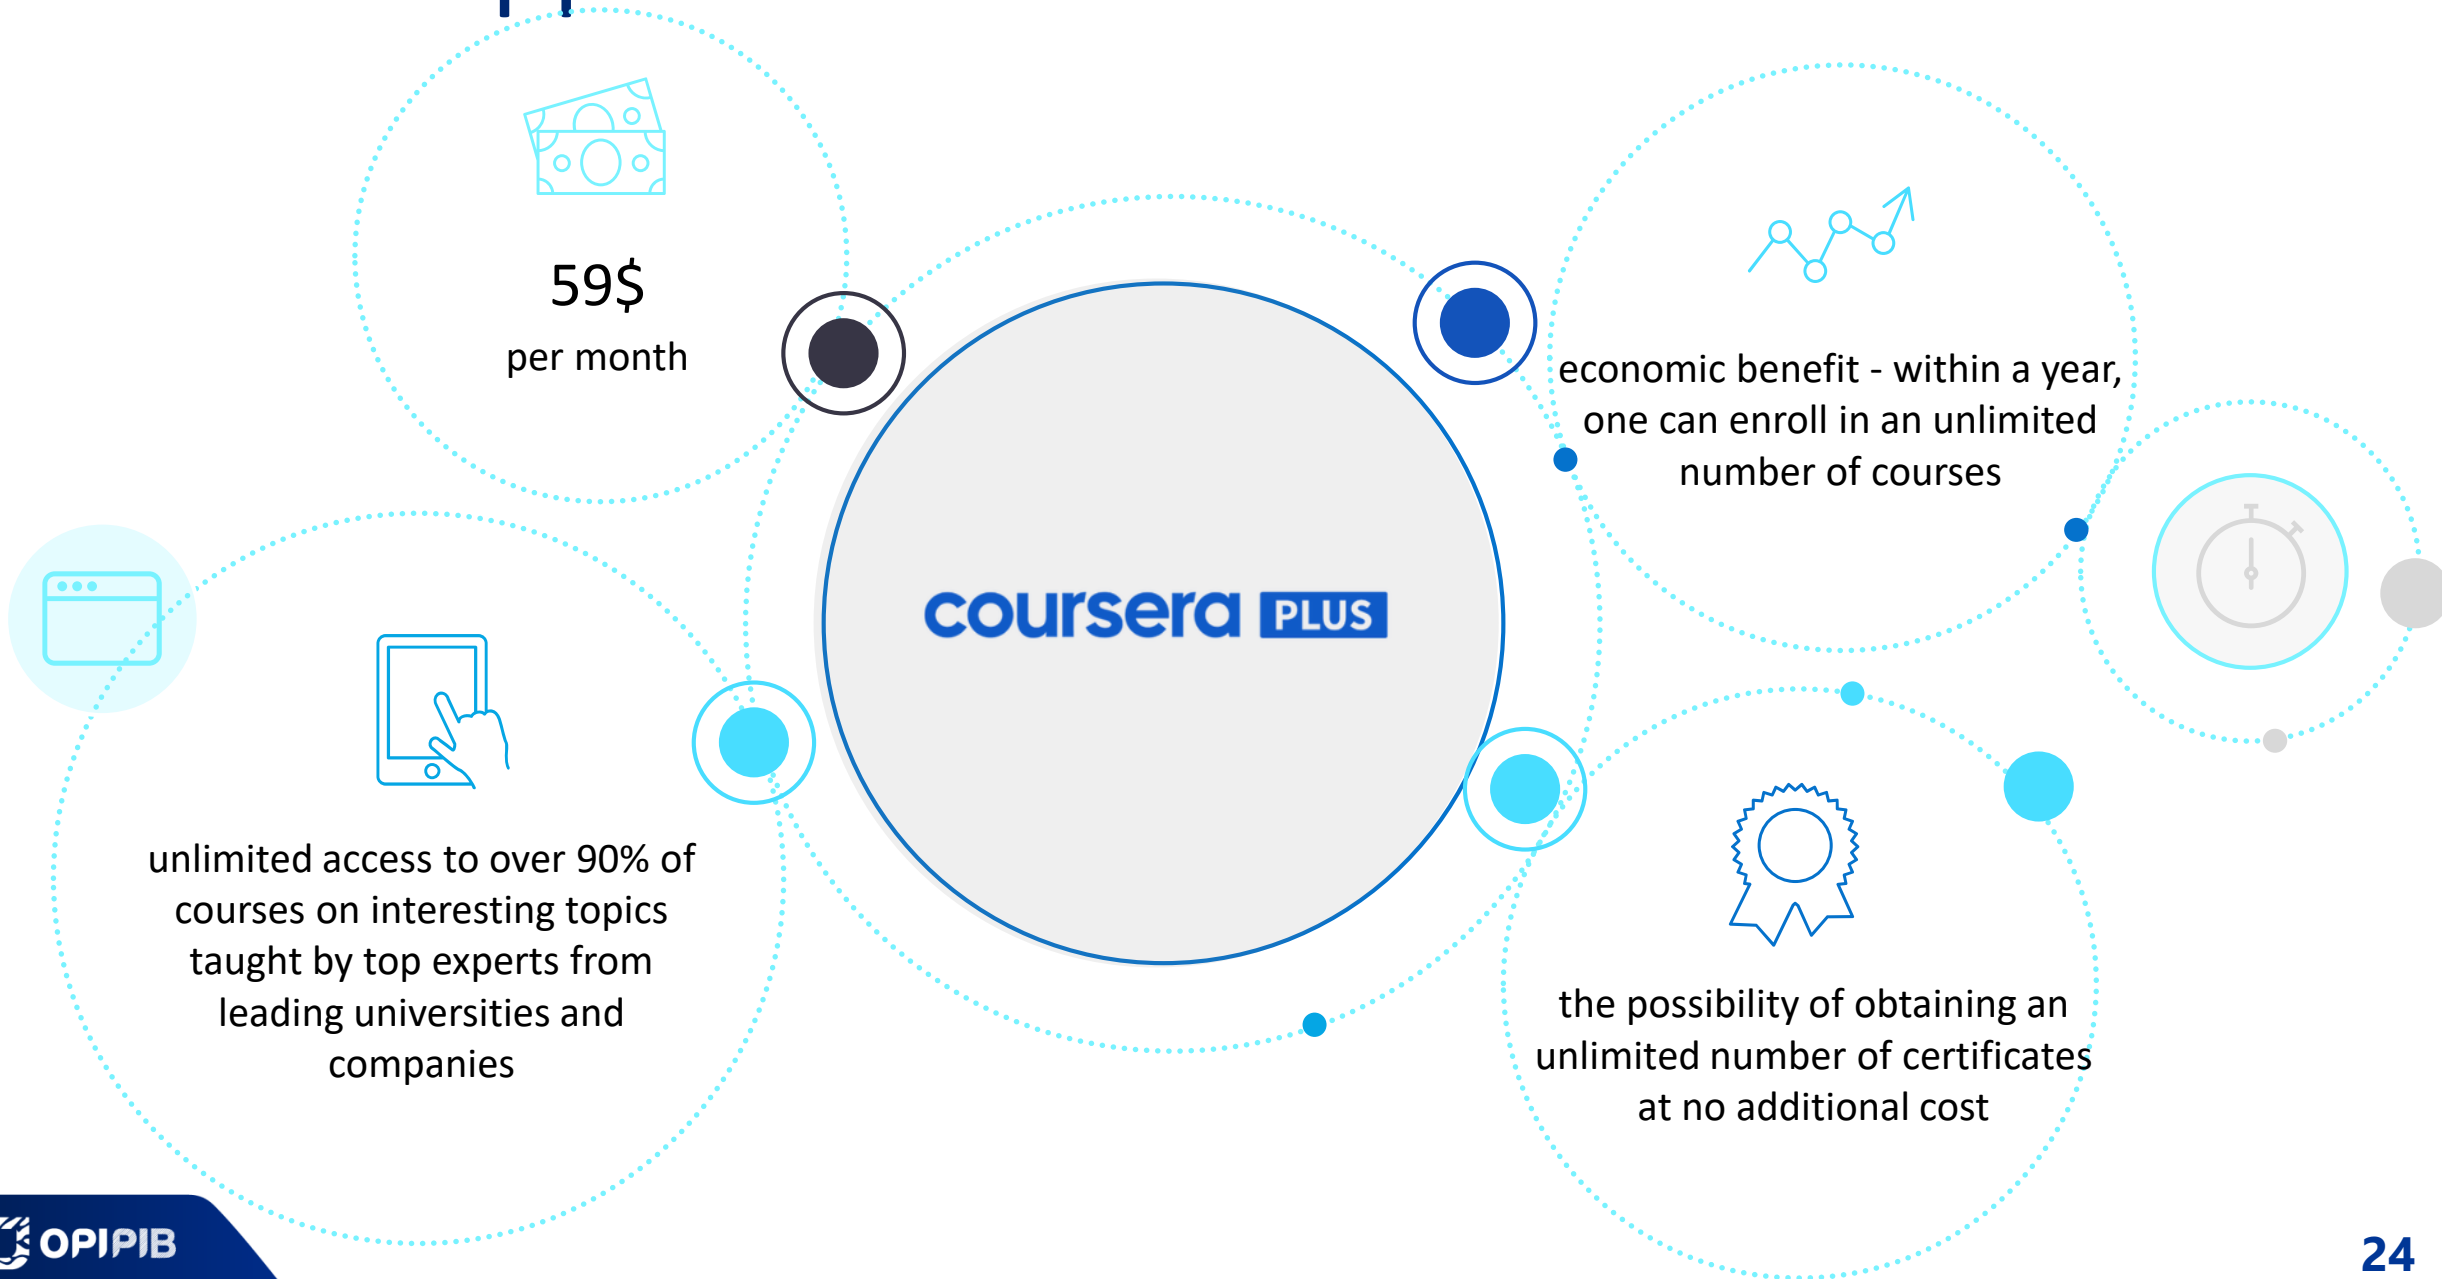 59$
per month
economic benefit - within a year,
one can enroll in an unlimited
number of courses
coursera PLUS
unlimited access to over 90% of
courses on interesting topics
taught by top experts from
leading universities and
companies
the possibility of obtaining an
unlimited number of certificates
at no additional cost
OPIPIB
24